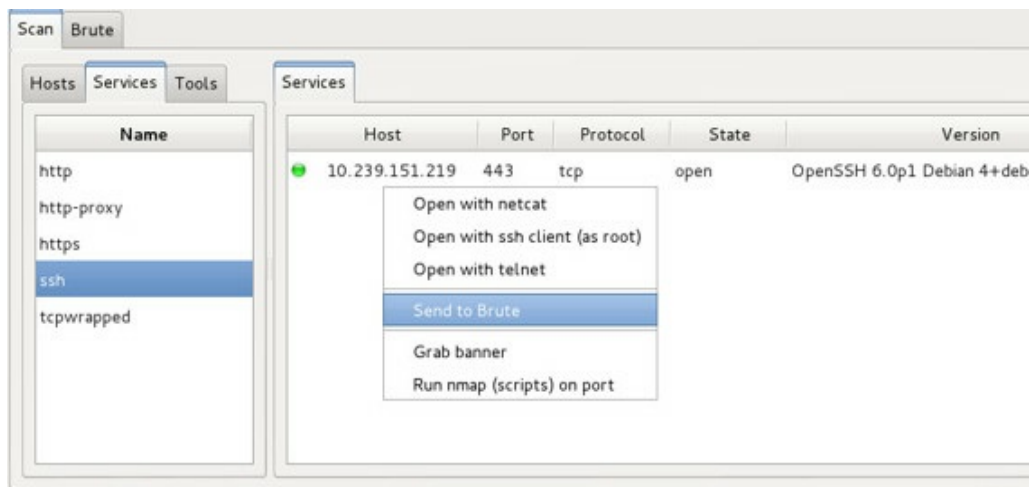 Scan Brute
Hosts Services Tools
Name
http
http-proxy
https
ssh
tcpwrapped
Services
Host Port Protocol State Version
10.239.151.219 443 tcp open OpenSSH 6.0p1 Debian 4+deb
Open with netcat
Open with ssh client (as root)
Open with telnet
Send to Brute
Grab banner
Run nmap (scripts) on port